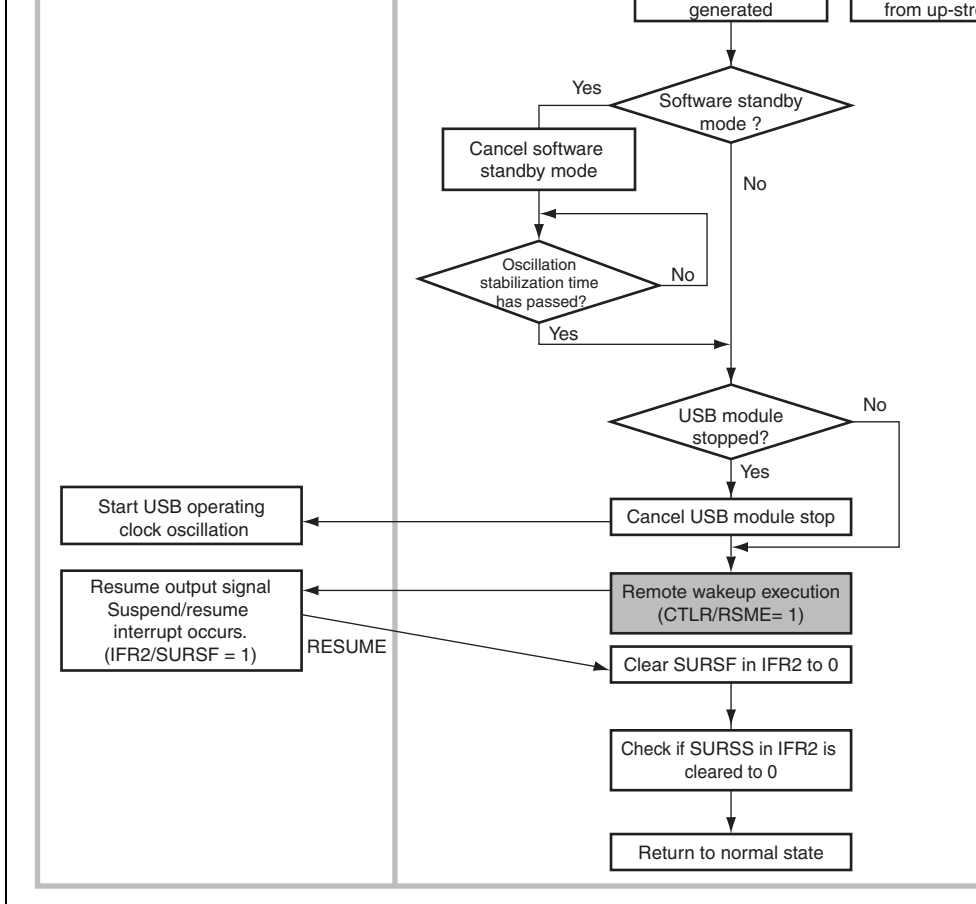 generated
from up-str
Yes
Software standby
mode ?
Cancel software
standby mode
No
Oscillation
stabilization time
has passed?
No
Yes
USB module
stopped?
No
Yes
Start USB operating
clock oscillation
Cancel USB module stop
Resume output signal
Suspend/resume
interrupt occurs.
(IFR2/SURSF = 1)
RESUME
Remote wakeup execution
(CTLR/RSME= 1)
Clear SURSF in IFR2 to 0
Check if SURSS in IFR2 is
cleared to 0
Return to normal state